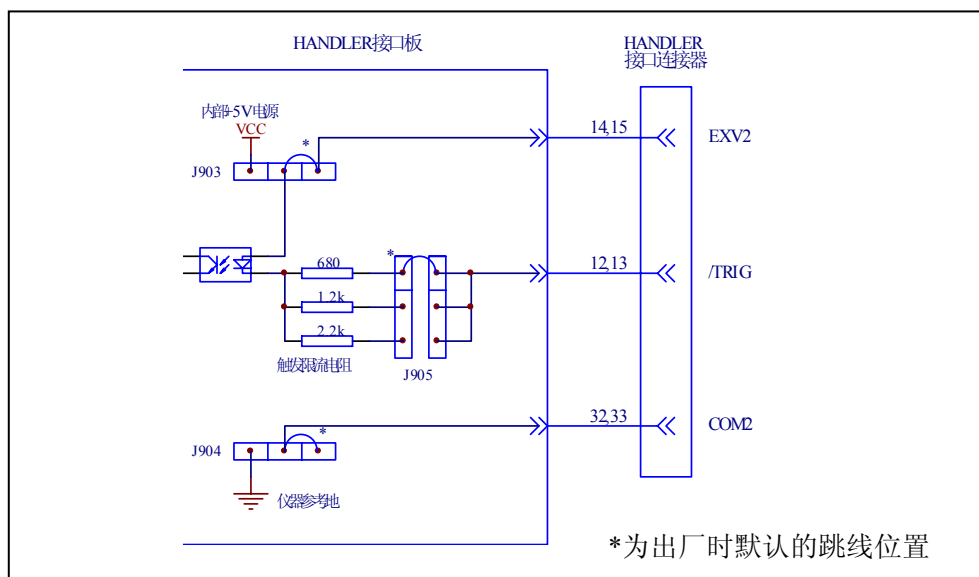 HANDLER接口板
HANDLER
接口连接器
内部-5V电源
VCC
*
J903
14,15
EXV2
680
1.2k
2.2k
*
触发限流电阻
J905
12,13
/TRIG
32,33
COM2
*
J904
仪器参考地
*为出厂时默认的跳线位置